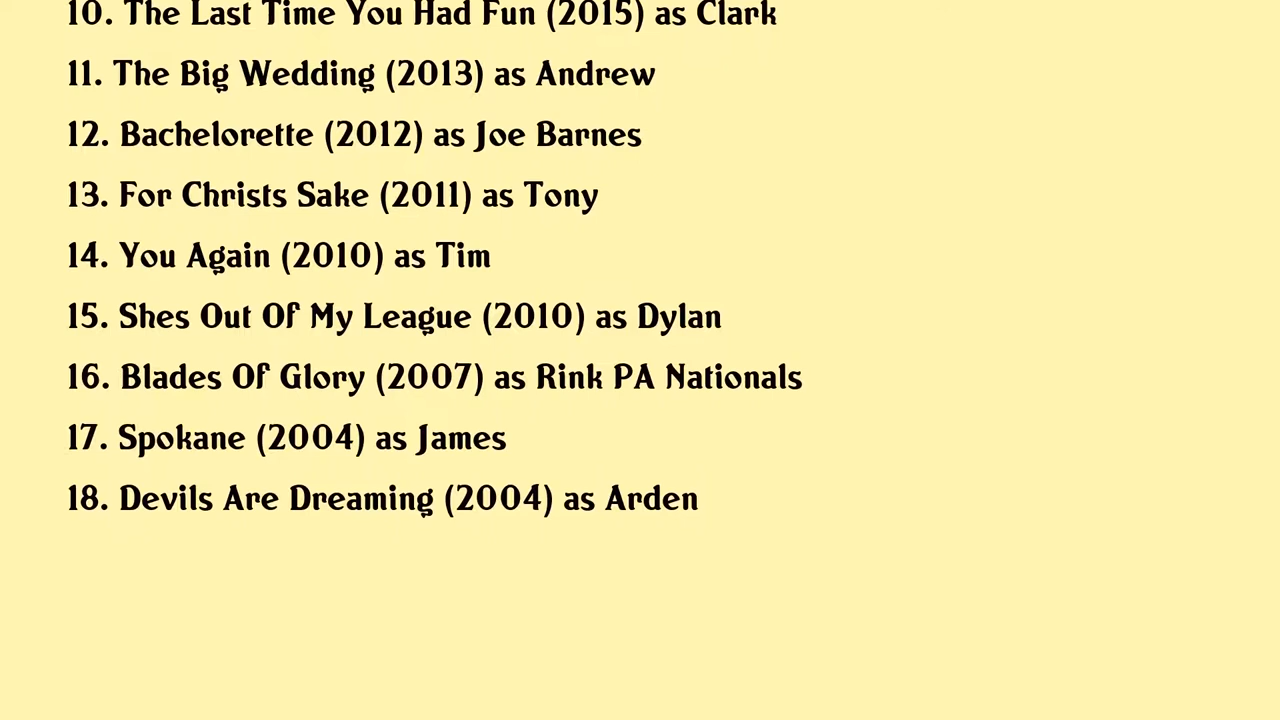 10. The Last Time You Had Fun (2015) as Clark
11. The Big Wedding (2013) as Andrew
12. Bachelorette (2012) as Joe Barnes
13. For Christs Sake (2011) as Tony
14. You Again (2010) as Tim
15. Shes Out Of My League (2010) as Dylan
16. Blades Of Glory (2007) as Rink PA Nationals
17. Spokane (2004) as James
18. Devils Are Dreaming (2004) as Arden